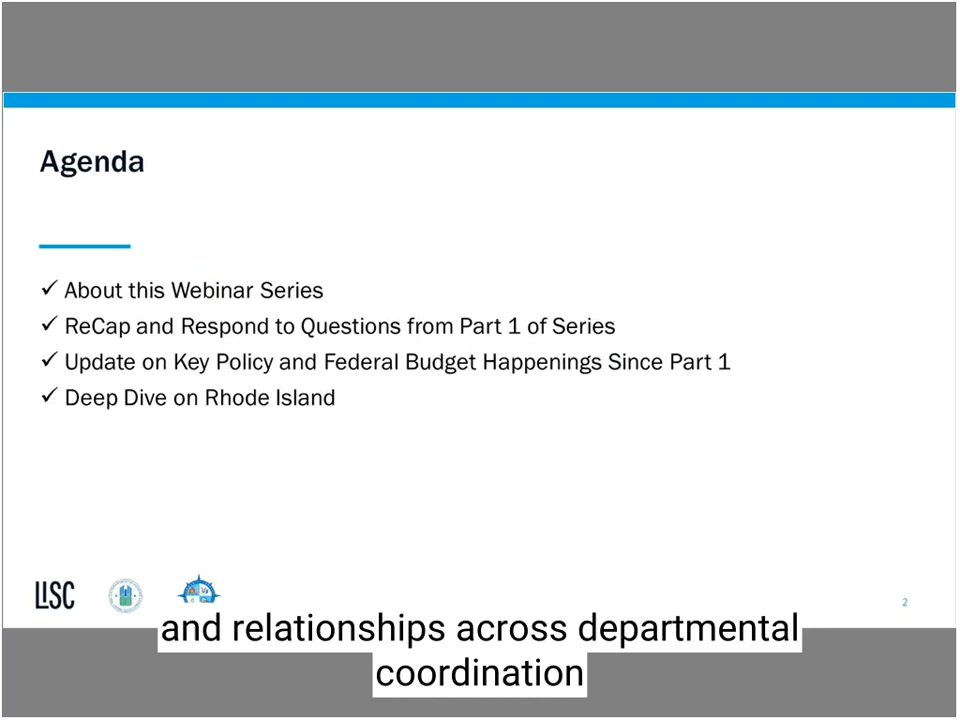 Agenda
✓ About this Webinar Series
✓ ReCap and Respond to Questions from Part 1 of Series
✓ Update on Key Policy and Federal Budget Happenings Since Part 1
✓ Deep Dive on Rhode Island
LISC
2
and relationships across departmental
coordination